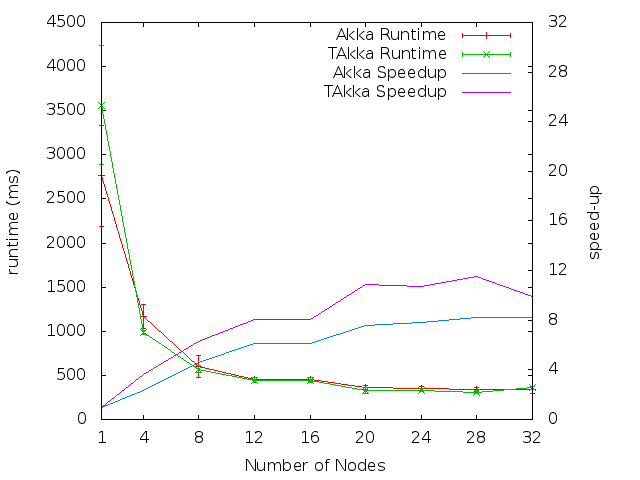 4500
4000
3500
3000
2500
2000
1500
1000
500
0
runtime (ms)
32
28
24
20
16
12
8
4
0
speed-up
Akka Runtime
TAkka Runtime
Akka Speedup
TAkka Speedup
1 4 8 12 16 20 24 28 32
Number of Nodes